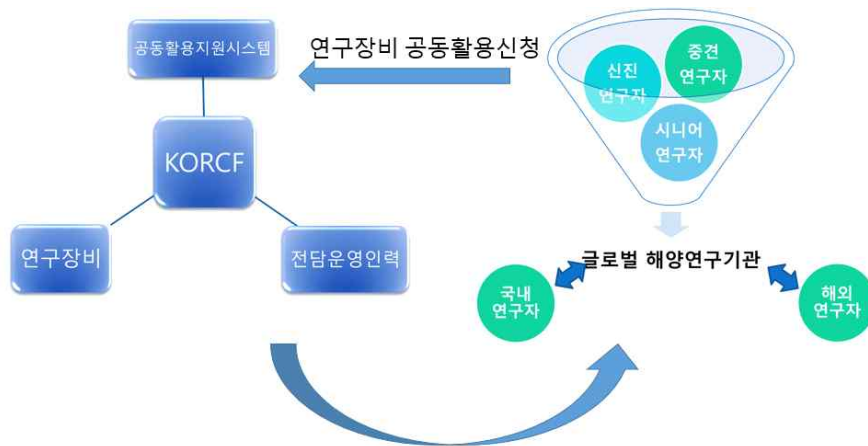 공동활용지원시스템
KORCF
연구장비
전담운영인력
연구장비 공동활용신청
신진
연구자
중견
연구자
시니어
연구자
글로벌 해양연구기관
국내
연구자
해외
연구자